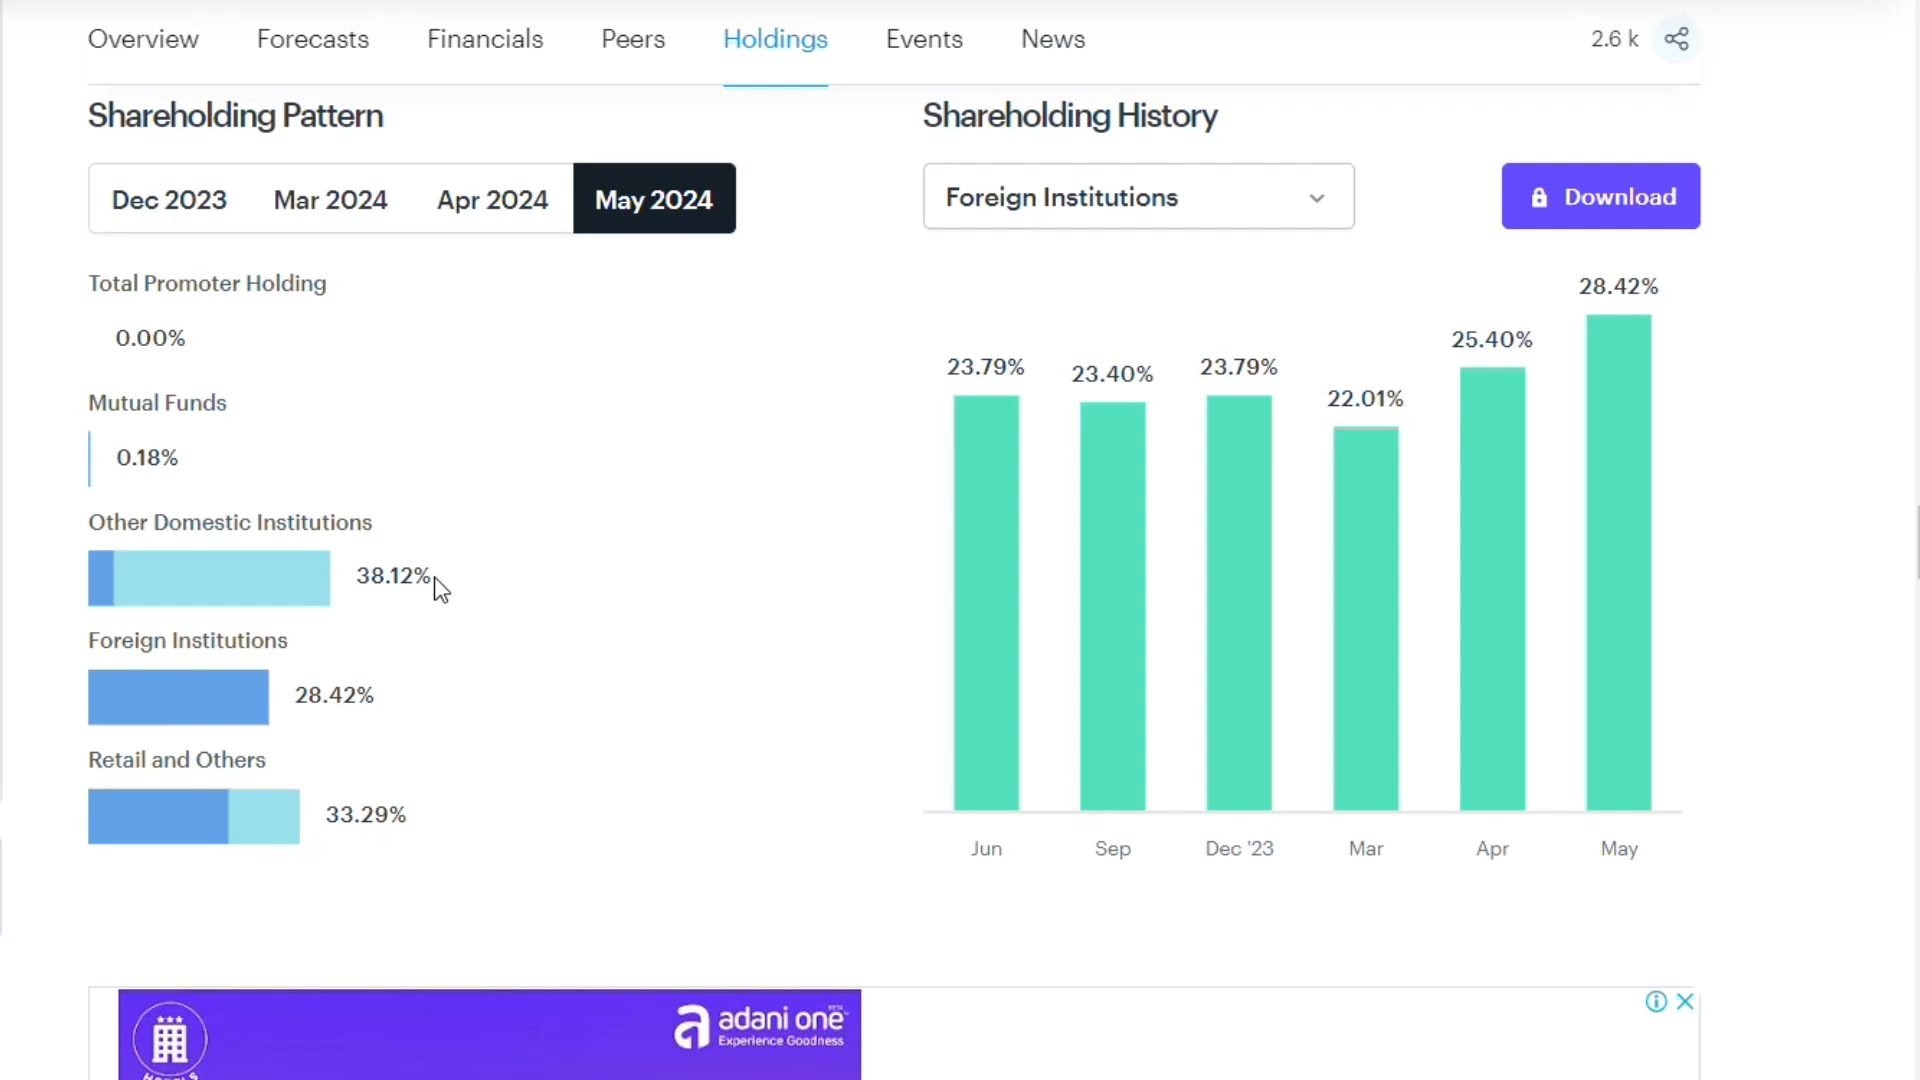 Overview Forecasts Financials Peers Holdings Events News 2.6 k
Shareholding Pattern
Dec 2023 Mar 2024 Apr 2024 May 2024
Total Promoter Holding
0.00%
Mutual Funds
0.18%
Other Domestic Institutions
38.12%
Foreign Institutions
28.42%
Retail and Others
33.29%
Shareholding History
Foreign Institutions
Download
23.79% 23.40% 23.79% 22.01% 25.40% 28.42%
Jun Sep Dec '23 Mar Apr May
adani one
Experience Goodness